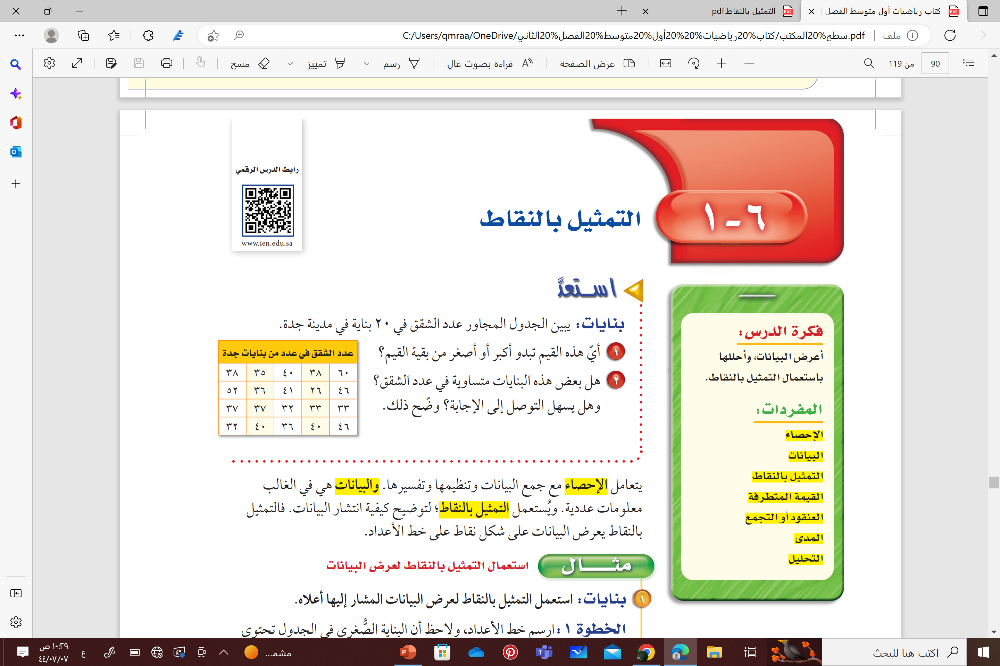 كتاب رياضيات أول متوسط الفصل
التمثيل بالنقاط.pdf
ملف
C:/Users/qmraa/OneDrive/سطح%20المكتب/كتاب%20رياضيات%20%20أول%20متوسط%20الفصل%20الثاني.pdf
90
من 119
عرض الصفحة
قراءة بصوت عالٍ
رسم
تمييز
مسح
رابط الدرس الرقمي
www.ien.edu.sa
٦ - ١
التمثيل بالنقاط
استعدَّ
بنايات: يبين الجدول المجاور عدد الشقق في ٢٠ بناية في مدينة جدة.
١ أيّ هذه القيم تبدو أكبر أو أصغر من بقية القيم؟
٢ هل بعض هذه البنايات متساوية في عدد الشقق؟
وهل يسهل التوصل إلى الإجابة؟ وضّح ذلك.
عدد الشقق في عدد من بنايات جدة
٦٠ ٣٨ ٤٠ ٣٥ ٣٨
٤٦ ٢٦ ٤١ ٣٦ ٥٢
٣٣ ٣٣ ٣٢ ٣٧ ٣٧
٤٦ ٤٠ ٣٦ ٤٠ ٣٢
فكرة الدرس:
أعرض البيانات، وأحللها
باستعمال التمثيل بالنقاط.
المفردات:
الإحصاء
البيانات
التمثيل بالنقاط
القيمة المتطرفة
العنقود أو التجمع
المدى
التحليل
يتعامل الإحصاء مع جمع البيانات وتنظيمها وتفسيرها. والبيانات هي في الغالب
معلومات عددية. ويُستعمل التمثيل بالنقاط؛ لتوضيح كيفية انتشار البيانات. فالتمثيل
بالنقاط يعرض البيانات على شكل نقاط على خط الأعداد.
مثـــال
استعمال التمثيل بالنقاط لعرض البيانات
١ بنايات: استعمل التمثيل بالنقاط لعرض البيانات المشار إليها أعلاه.
الخطوة ١: ارسم خط الأعداد، ولاحظ أن البناية الصُّغرى في الجدول تحتوي
اكتب هنا للبحث
مشم...
ع
١٠:٢٩ ص
٤٤/٠٧/٠٧